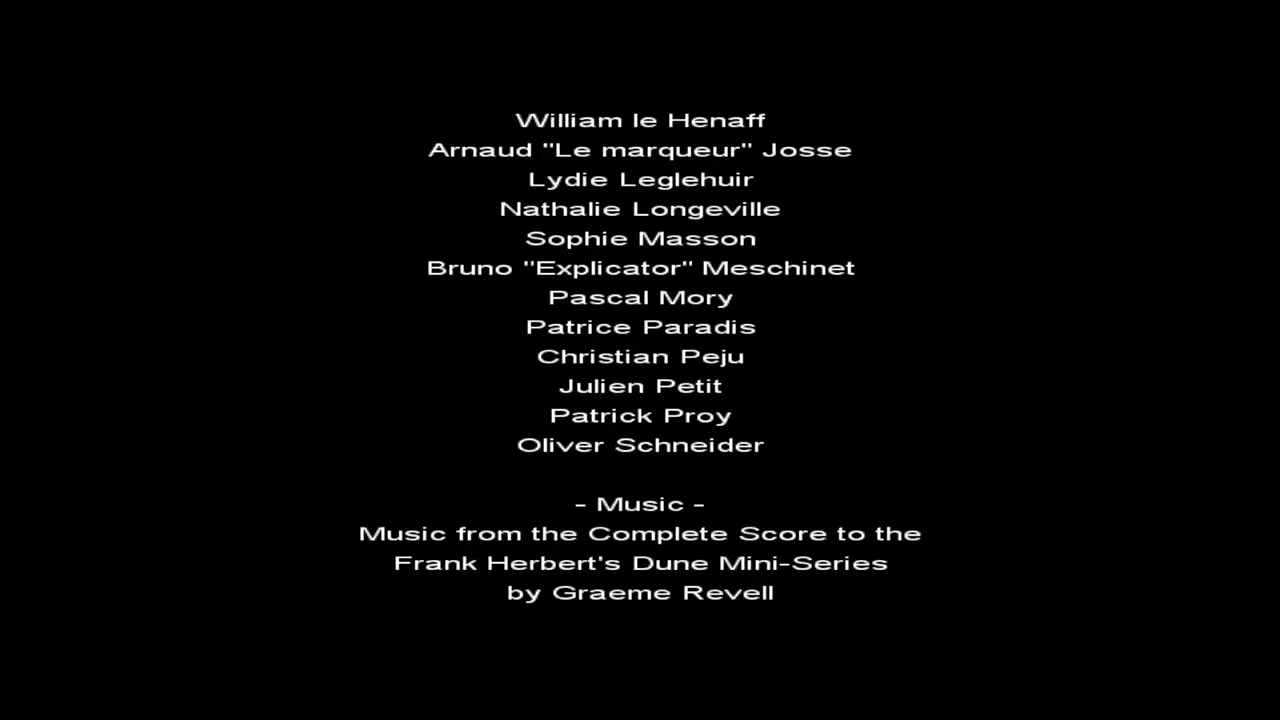 William le Henaff
Arnaud "Le marqueur" Josse
Lydie Leglehuir
Nathalie Longeville
Sophie Masson
Bruno "Explicator" Meschinet
Pascal Mory
Patrice Paradis
Christian Peju
Julien Petit
Patrick Proy
Oliver Schneider
- Music -
Music from the Complete Score to the
Frank Herbert's Dune Mini-Series
by Graeme Revell